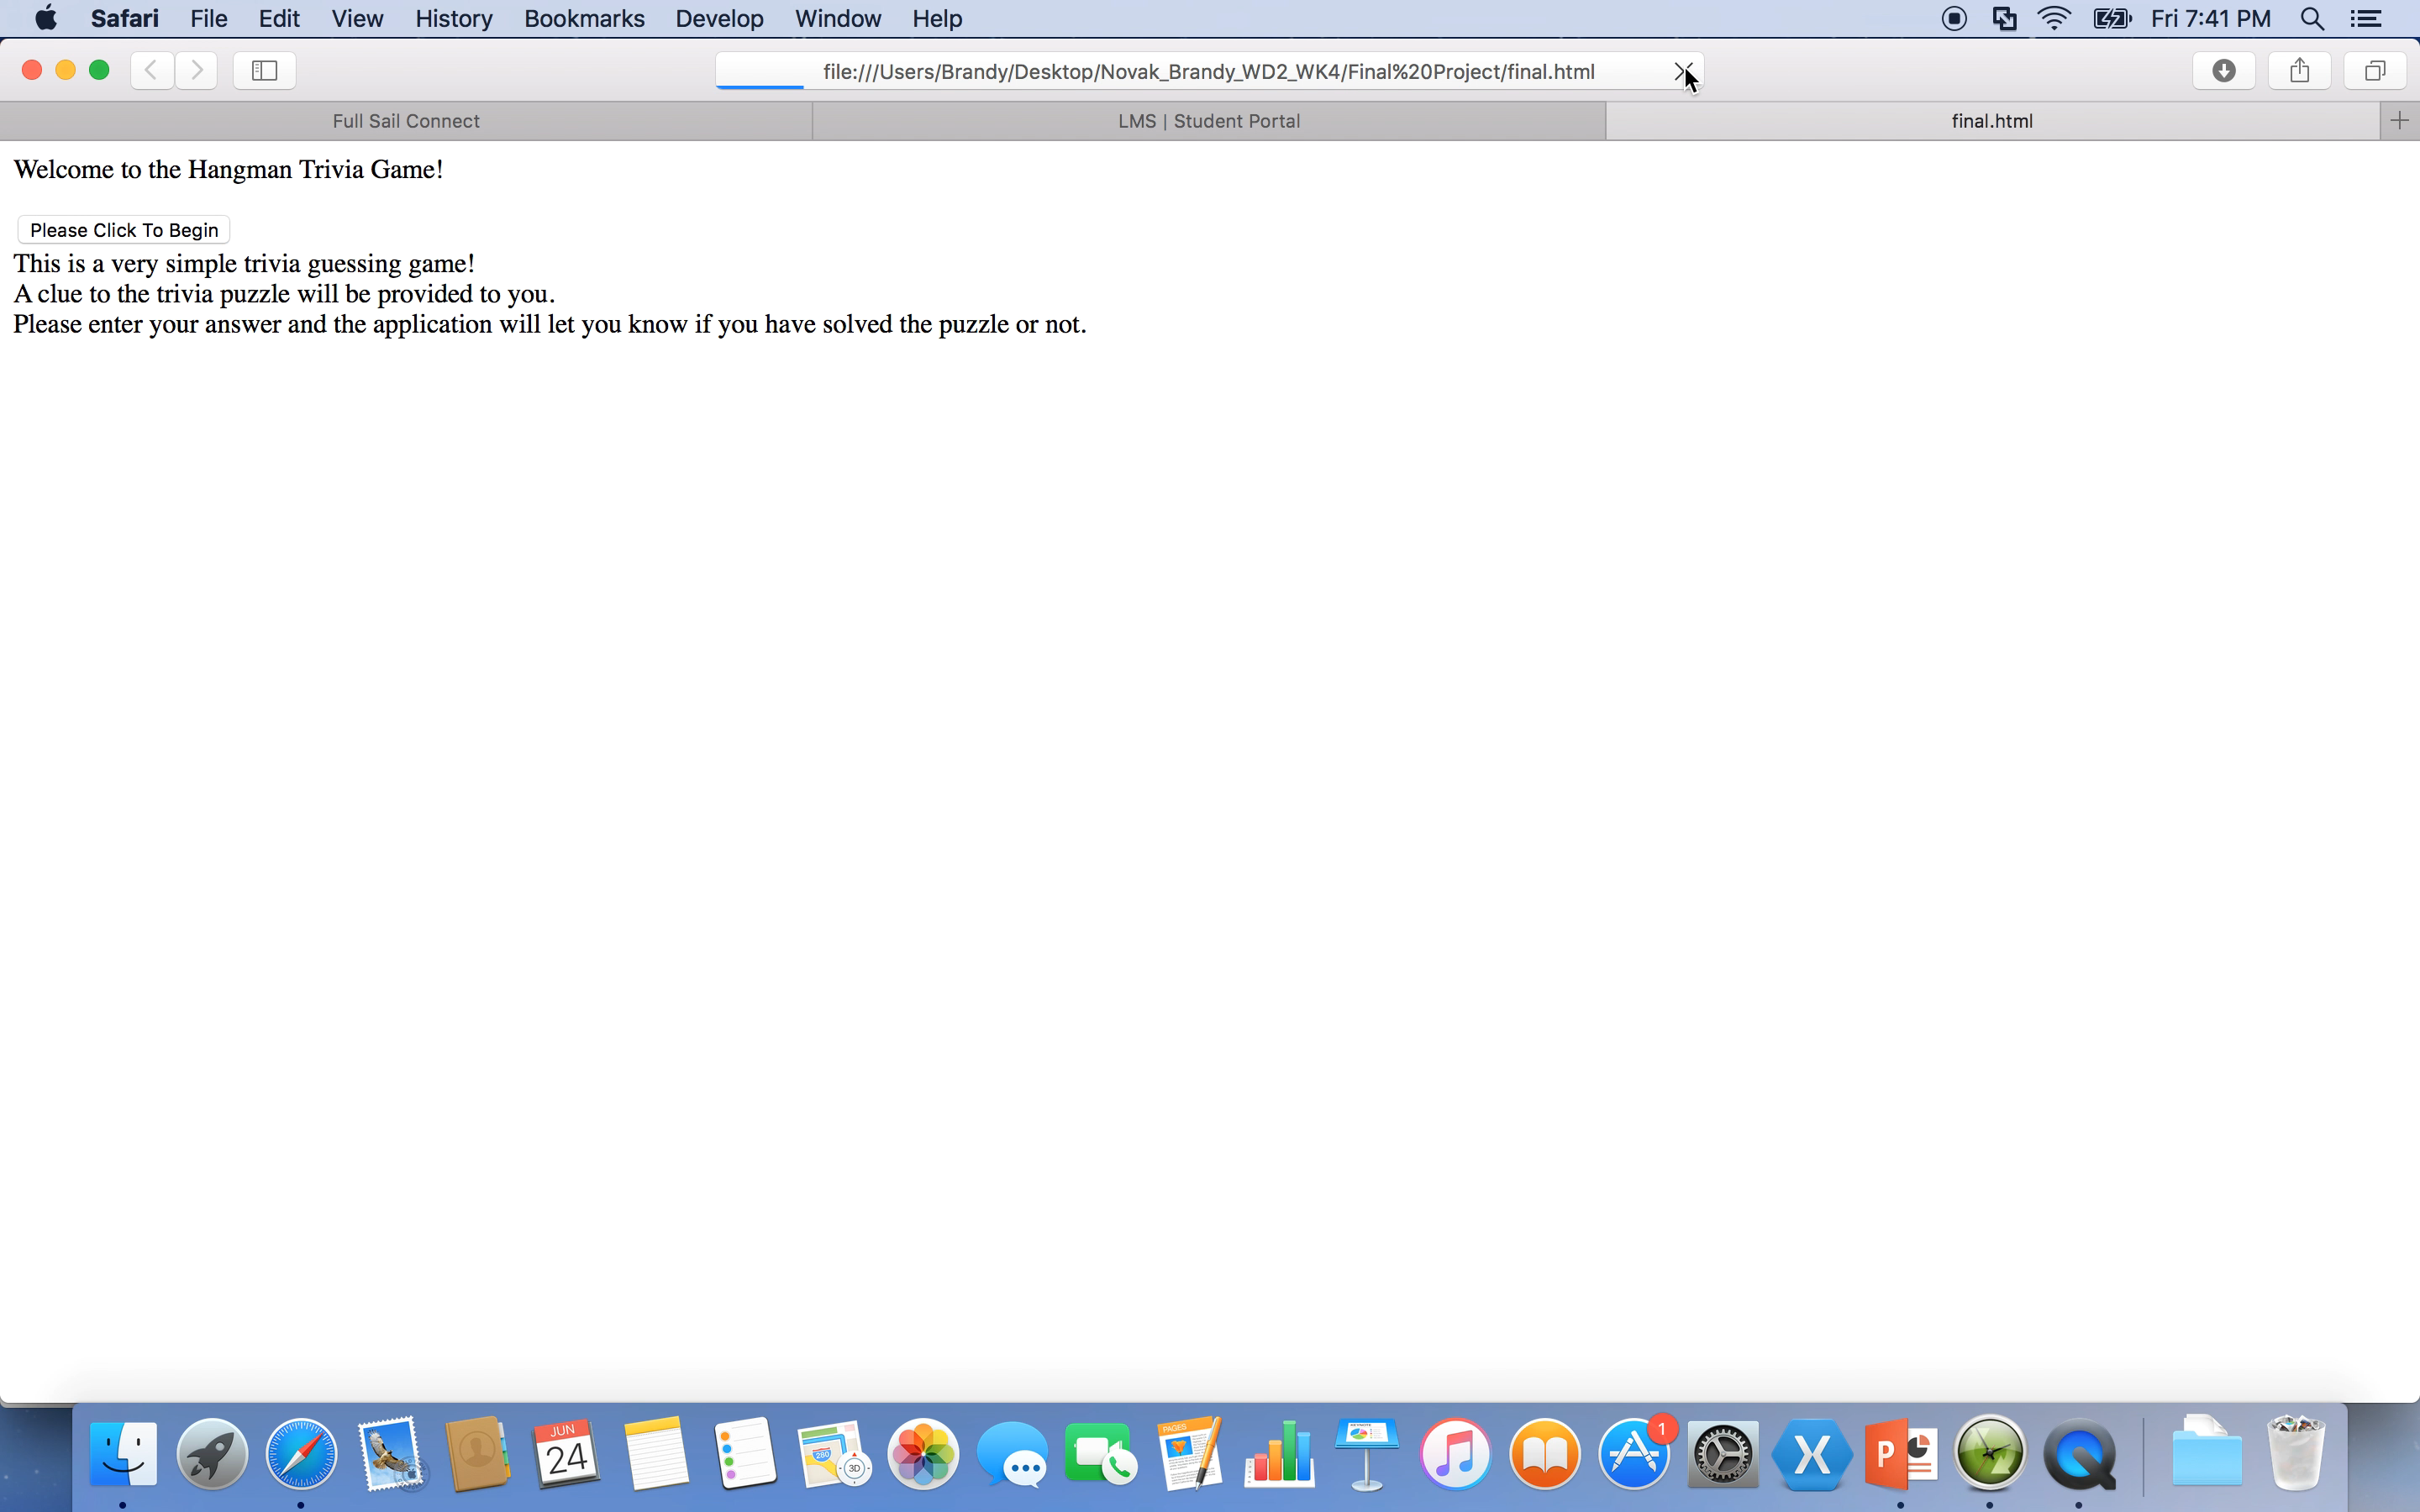 Safari File Edit View History Bookmarks Develop Window Help Fri 7:41 PM
file:///Users/Brandy/Desktop/Novak_Brandy_WD2_WK4/Final%20Project/final.html
Full Sail Connect LMS | Student Portal final.html
Welcome to the Hangman Trivia Game!
Please Click To Begin
This is a very simple trivia guessing game!
A clue to the trivia puzzle will be provided to you.
Please enter your answer and the application will let you know if you have solved the puzzle or not.
JUN
24
280
3D
PAGES
1
X
P